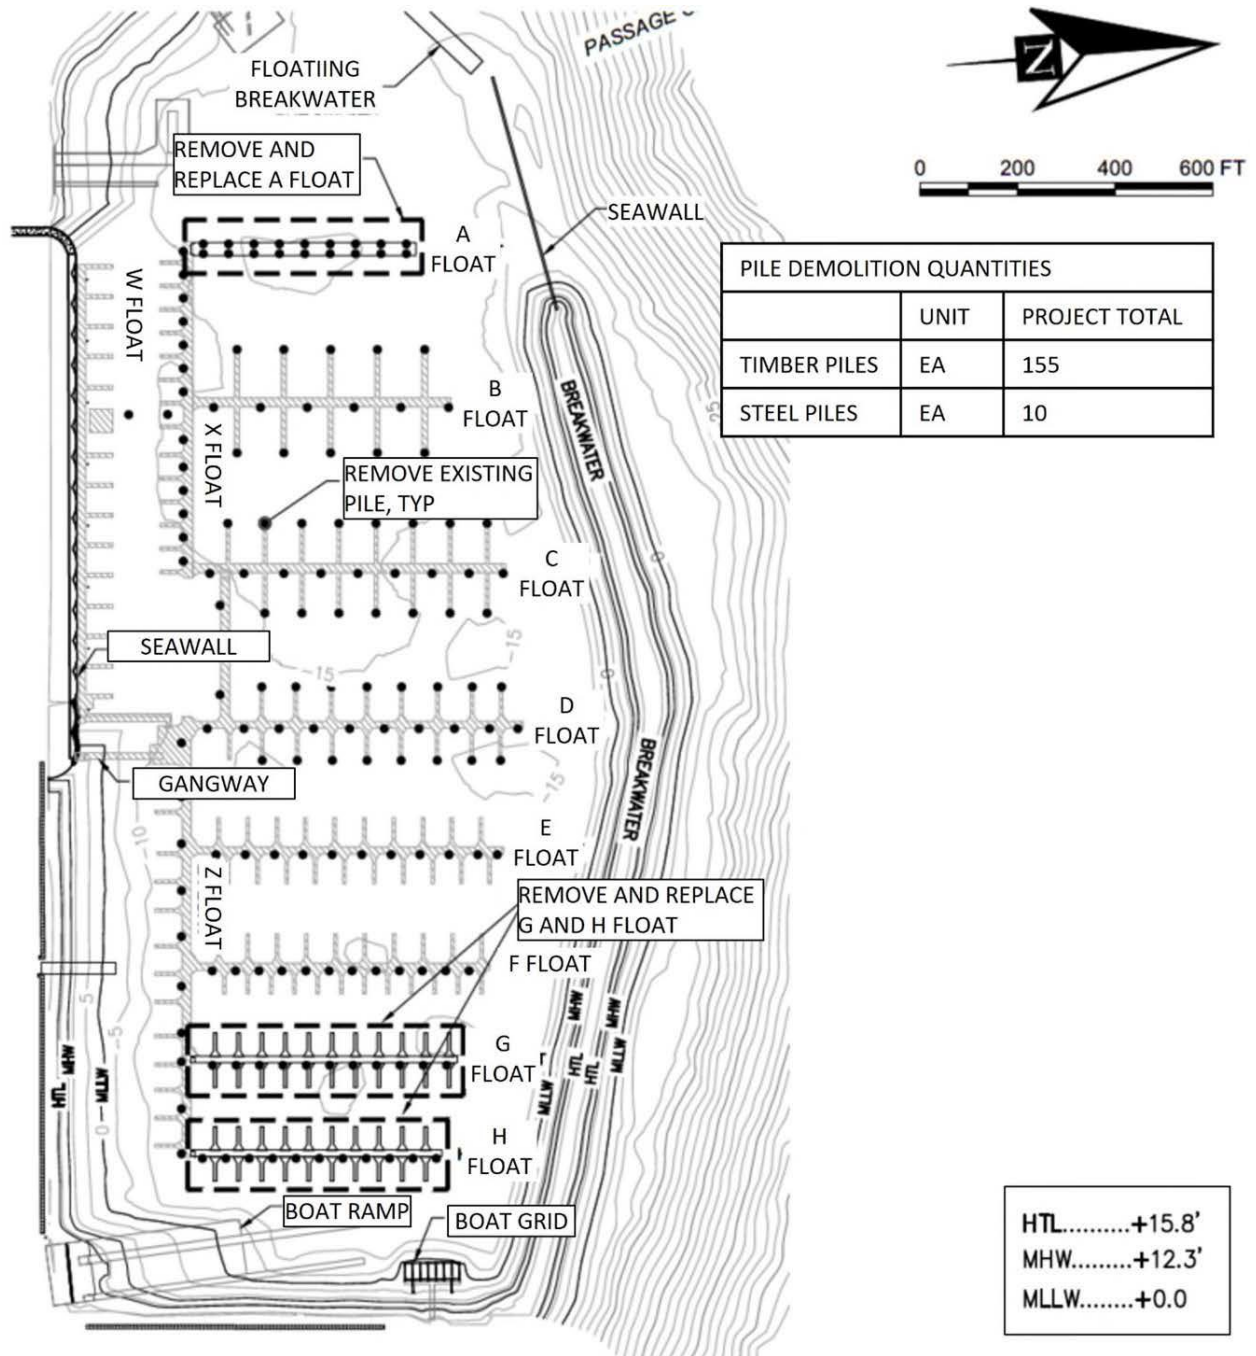 PASSAGE
N
FLOATIING
BREAKWATER
0 200 400 600 FT
REMOVE AND
REPLACE A FLOAT
SEAWALL
A
FLOAT
W FLOAT
PILE DEMOLITION QUANTITIES
UNIT PROJECT TOTAL
TIMBER PILES EA 155
STEEL PILES EA 10
B
FLOAT
BREAKWATER
-25
X FLOAT
REMOVE EXISTING
PILE, TYP
C
FLOAT
0
SEAWALL
-15
-15
0
D
FLOAT
GANGWAY
-15
BREAKWATER
-10
E
FLOAT
Z FLOAT
REMOVE AND REPLACE
G AND H FLOAT
F FLOAT
5
-5
0
HTL
MHW
MLLW
G
FLOAT
MLLW
HTL
MHW
HTL
MLLW
MHW
H
FLOAT
BOAT RAMP
BOAT GRID
HTL..........+15.8'
MHW.........+12.3'
MLLW........+0.0